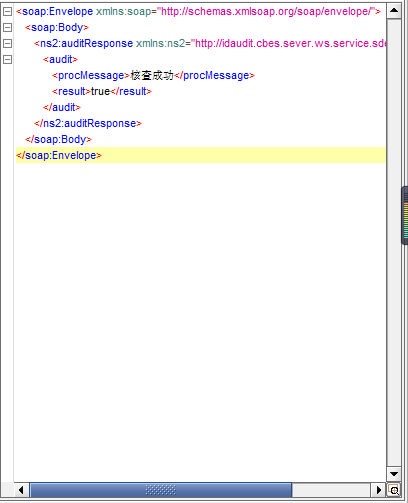 <soap:Envelope xmlns:soap="http://schemas.xmlsoap.org/soap/envelope/">
<soap:Body>
<ns2:auditResponse xmlns:ns2="http://idaudit.cbes.sever.ws.service.sd
<audit>
<procMessage>核查成功</procMessage>
<result>true</result>
</audit>
</ns2:auditResponse>
</soap:Body>
</soap:Envelope>